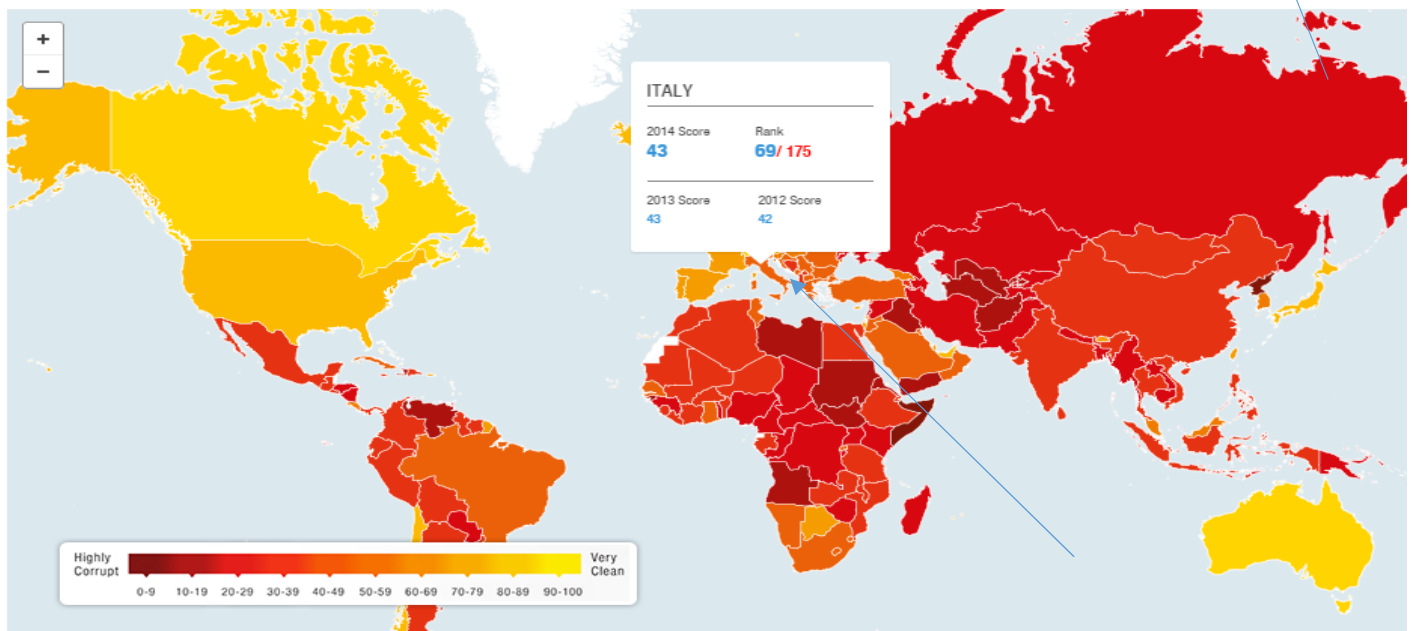 +
−
ITALY
2014 Score Rank
43 69/ 175
2013 Score 2012 Score
43 42
Highly Corrupt
Very Clean
0-9 10-19 20-29 30-39 40-49 50-59 60-69 70-79 80-89 90-100